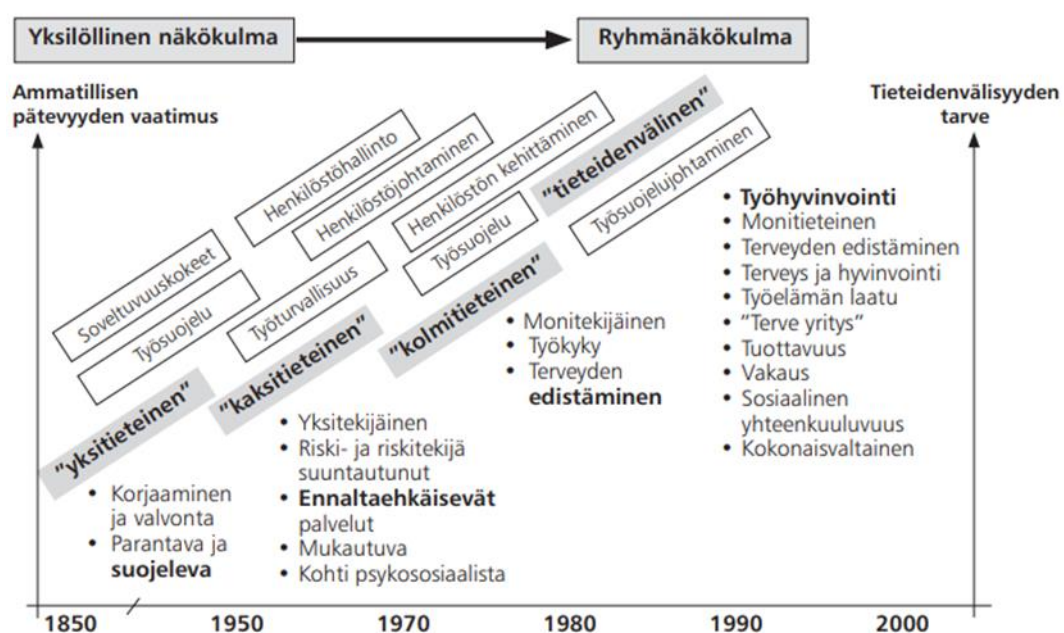 Yksilöllinen näkökulma
Ryhmänäkökulma
Ammatillisen
pätevyyden vaatimus
Tieteidenvälisyyden
tarve
Soveltuvuuskokeet
Työsuojelu
"yksitieteinen"
Henkilöstöhallinto
Henkilöstöjohtaminen
Työturvallisuus
"kaksitieteinen"
Henkilöstön kehittäminen
Työsuojelu
"kolmitieteinen"
"tieteidenvälinen"
Työsuojelujohtaminen
• Korjaaminen
ja valvonta
• Parantava ja
suojeleva
• Yksitekijäinen
• Riski- ja riskitekijä
suuntautunut
• Ennaltaehkäisevät
palvelut
• Mukautuva
• Kohti psykososiaalista
• Monitekijäinen
• Työkyky
• Terveyden
edistäminen
• Työhyvinvointi
• Monitieteinen
• Terveyden edistäminen
• Terveys ja hyvinvointi
• Työelämän laatu
• "Terve yritys"
• Tuottavuus
• Vakaus
• Sosiaalinen
yhteenkuuluvuus
• Kokonaisvaltainen
1850 1950 1970 1980 1990 2000